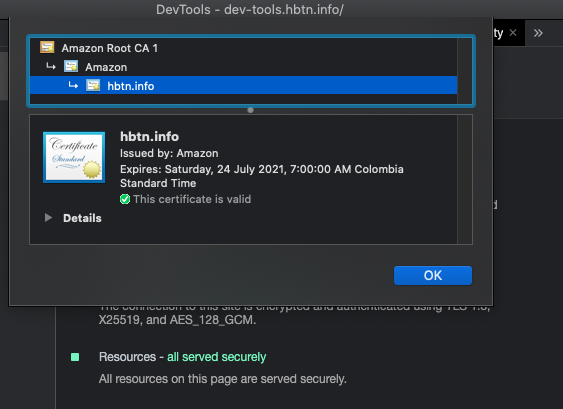 DevTools - dev-tools.hbtn.info/
ty × »
Amazon Root CA 1
Amazon
hbtn.info
Certificate
Standard
hbtn.info
Issued by: Amazon
Expires: Saturday, 24 July 2021, 7:00:00 AM Colombia
Standard Time
This certificate is valid
Details
d
OK
The connection to this site is encrypted and authenticated using TLS 1.3,
X25519, and AES_128_GCM.
Resources - all served securely
All resources on this page are served securely.